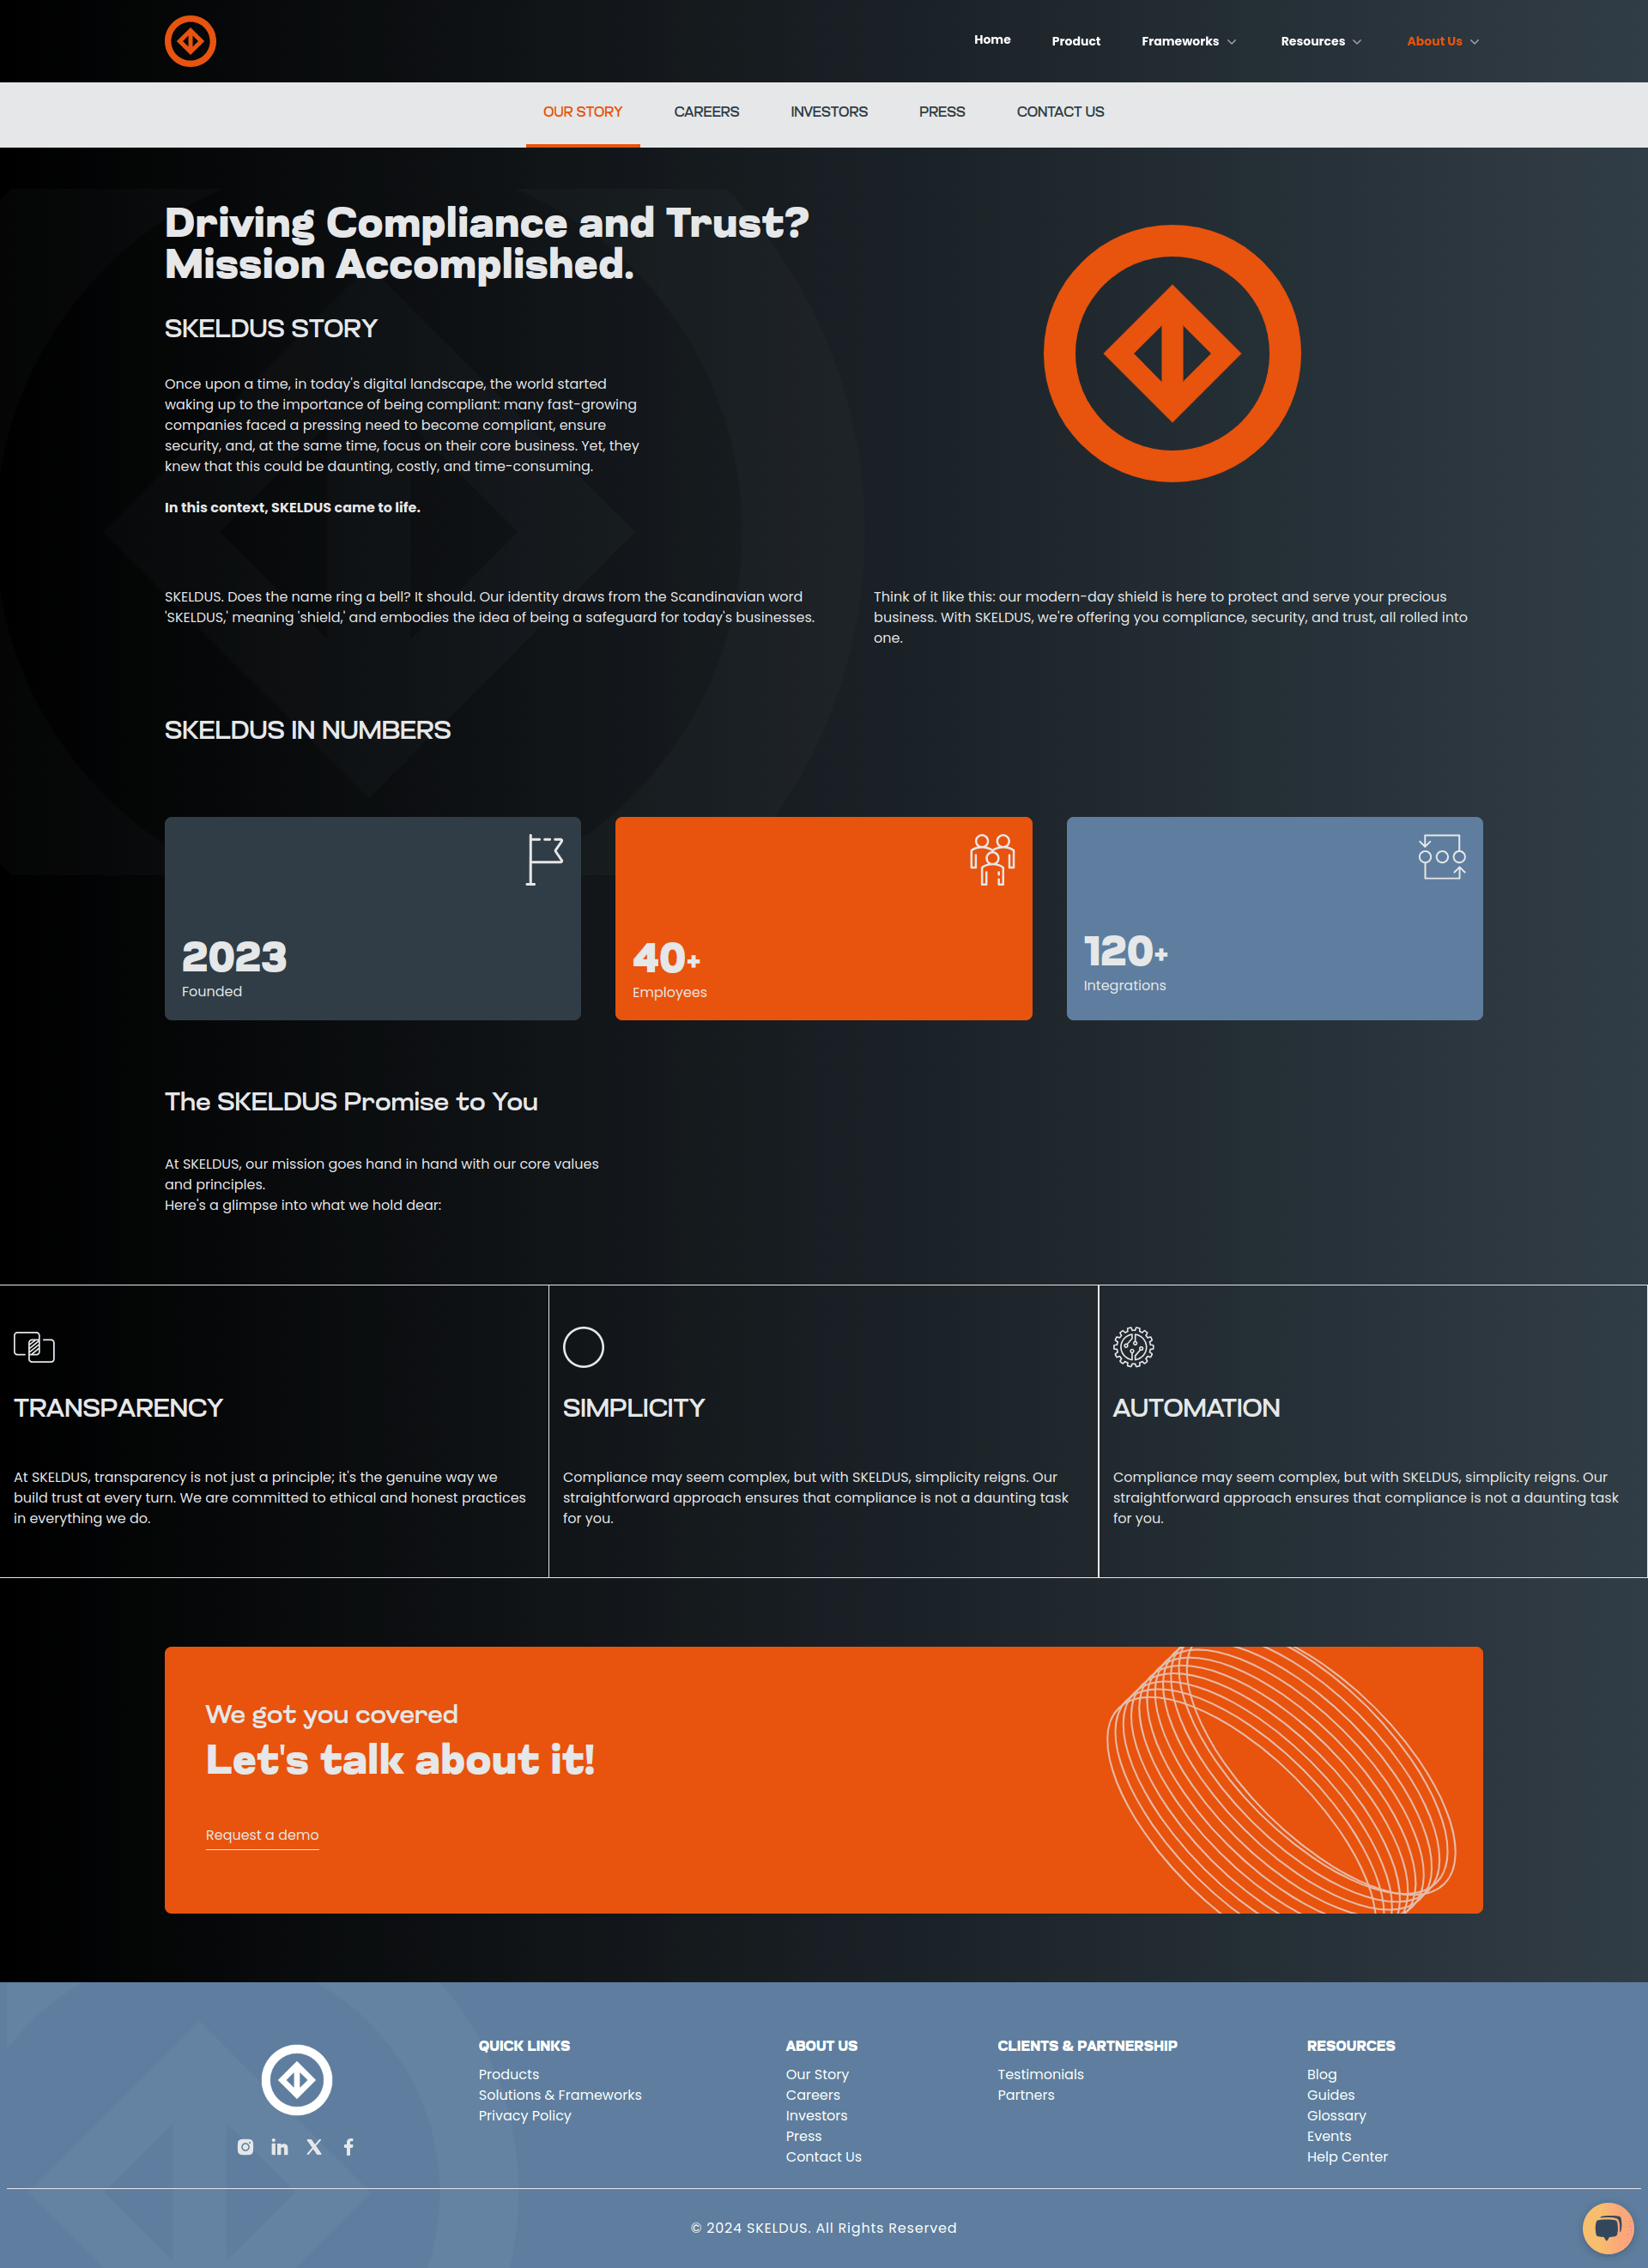 Home
Product
Frameworks
Resources
About Us
OUR STORY
CAREERS
INVESTORS
PRESS
CONTACT US
Driving Compliance and Trust?
Mission Accomplished.
SKELDUS STORY
Once upon a time, in today's digital landscape, the world started
waking up to the importance of being compliant: many fast-growing
companies faced a pressing need to become compliant, ensure
security, and, at the same time, focus on their core business. Yet, they
knew that this could be daunting, costly, and time-consuming.
In this context, SKELDUS came to life.
SKELDUS. Does the name ring a bell? It should. Our identity draws from the Scandinavian word
'SKELDUS,' meaning 'shield,' and embodies the idea of being a safeguard for today's businesses.
Think of it like this: our modern-day shield is here to protect and serve your precious
business. With SKELDUS, we're offering you compliance, security, and trust, all rolled into
one.
SKELDUS IN NUMBERS
2023
Founded
40+
Employees
120+
Integrations
The SKELDUS Promise to You
At SKELDUS, our mission goes hand in hand with our core values
and principles.
Here's a glimpse into what we hold dear:
TRANSPARENCY
At SKELDUS, transparency is not just a principle; it's the genuine way we
build trust at every turn. We are committed to ethical and honest practices
in everything we do.
SIMPLICITY
Compliance may seem complex, but with SKELDUS, simplicity reigns. Our
straightforward approach ensures that compliance is not a daunting task
for you.
AUTOMATION
Compliance may seem complex, but with SKELDUS, simplicity reigns. Our
straightforward approach ensures that compliance is not a daunting task
for you.
We got you covered
Let's talk about it!
Request a demo
QUICK LINKS
Products
Solutions & Frameworks
Privacy Policy
ABOUT US
Our Story
Careers
Investors
Press
Contact Us
CLIENTS & PARTNERSHIP
Testimonials
Partners
RESOURCES
Blog
Guides
Glossary
Events
Help Center
© 2024 SKELDUS. All Rights Reserved